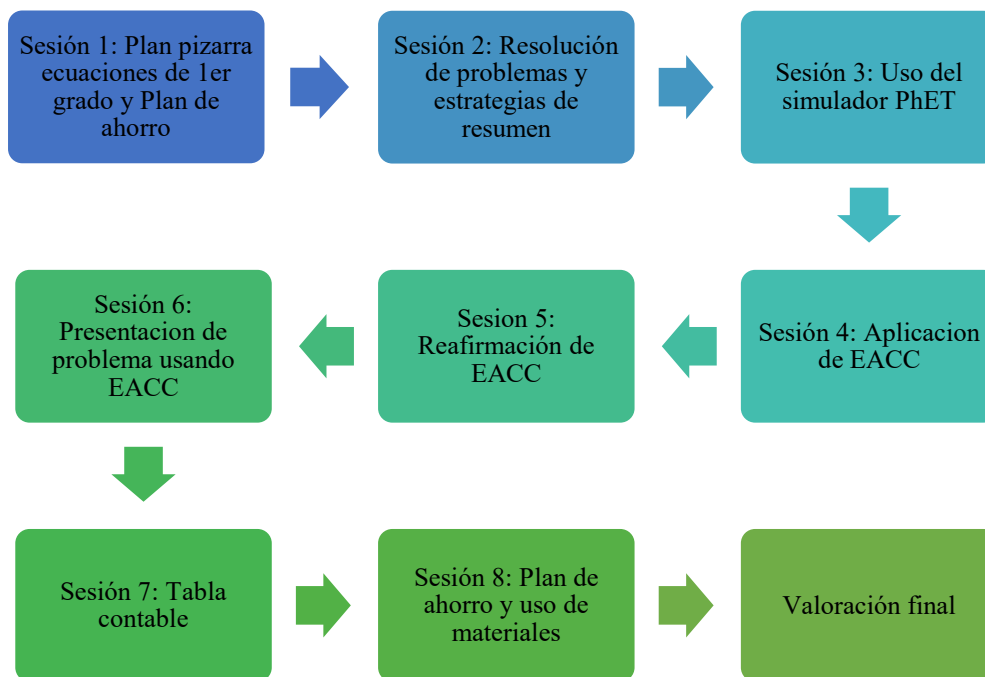 Sesión 1: Plan pizarra
ecuaciones de 1er
grado y Plan de
ahorro
Sesión 2: Resolución
de problemas y
estrategias de
resumen
Sesión 3: Uso del
simulador PhET
Sesión 4: Aplicacion
de EACC
Sesion 5:
Reafirmación de
EACC
Sesión 6:
Presentacion de
problema usando
EACC
Sesión 7: Tabla
contable
Sesión 8: Plan de
ahorro y uso de
materiales
Valoración final